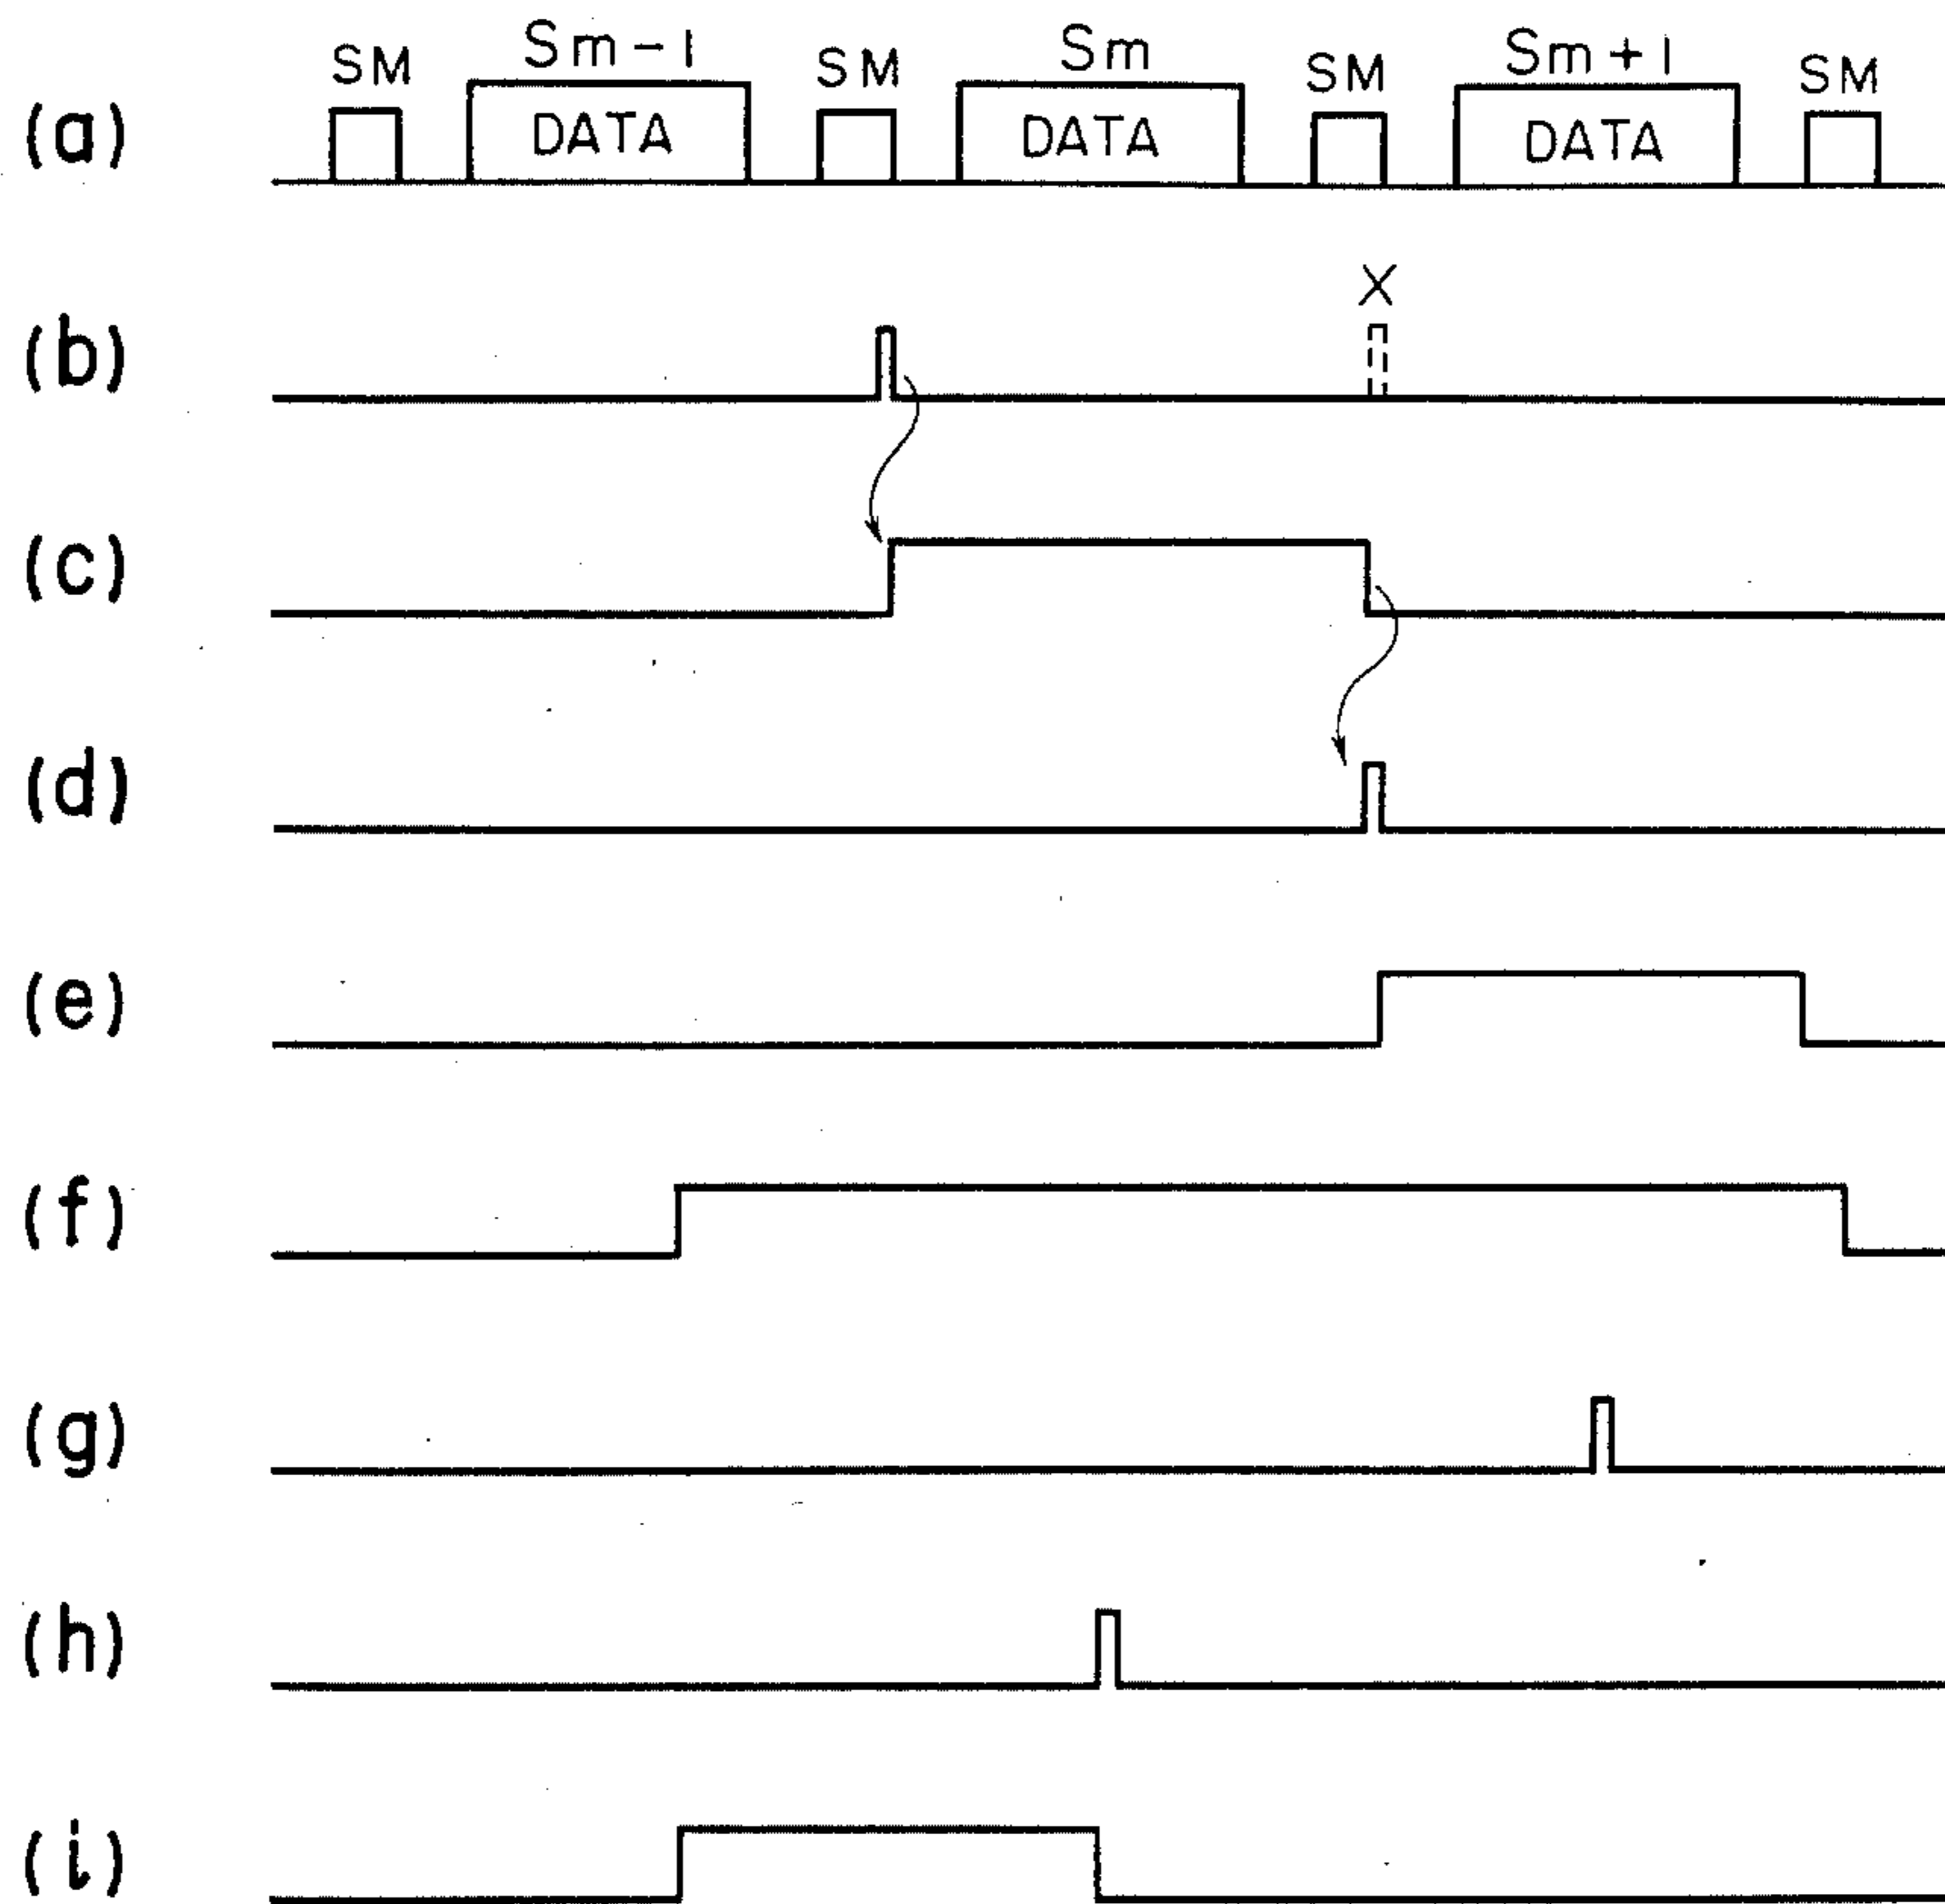 SM Sm-1 SM Sm SM Sm+1 SM
(a) DATA DATA DATA
X
(b)
(c)
(d)
(e)
(f)
(g)
(h)
(i)